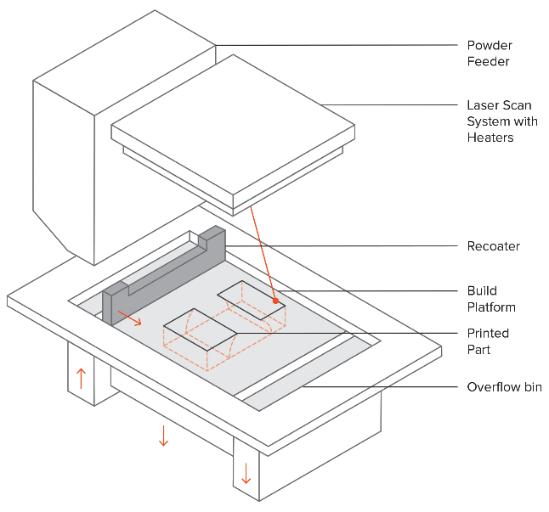 Powder
Feeder
Laser Scan
System with
Heaters
Recoater
Build
Platform
Printed
Part
Overflow bin